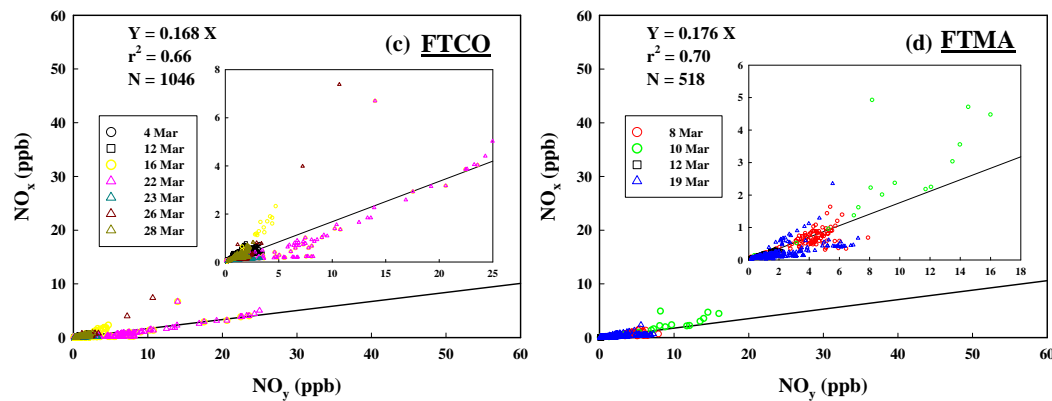 Y = 0.168 X
r² = 0.66
N = 1046
(c) FTCO
60
50
40
30
20
10
0
NOₓ (ppb)
4 Mar
12 Mar
16 Mar
22 Mar
23 Mar
26 Mar
28 Mar
8
6
4
2
0
0 5 10 15 20 25
0 10 20 30 40 50 60
NOᵧ (ppb)
Y = 0.176 X
r² = 0.70
N = 518
(d) FTMA
60
50
40
30
20
10
0
NOₓ (ppb)
8 Mar
10 Mar
12 Mar
19 Mar
6
5
4
3
2
1
0
0 2 4 6 8 10 12 14 16 18
0 10 20 30 40 50 60
NOᵧ (ppb)